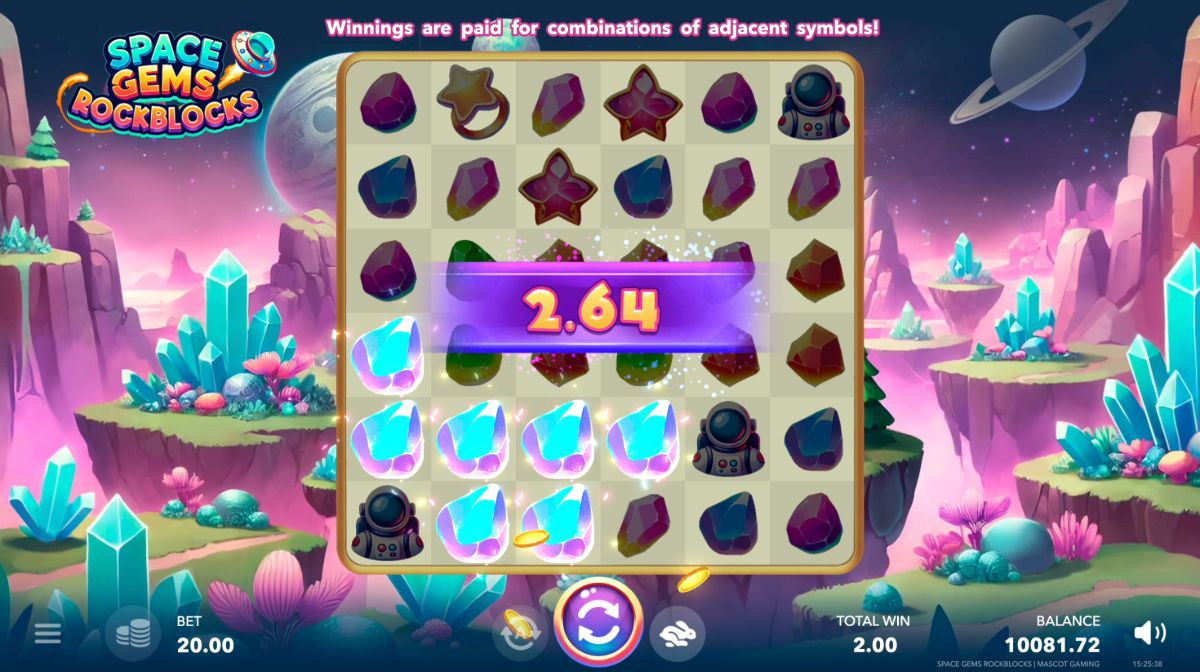 Winnings are paid for combinations of adjacent symbols!
SPACE
GEMS
ROCKBLOCKS
2.64
BET
20.00
A
TOTAL WIN
2.00
BALANCE
10081.72
SPACE GEMS ROCKBLOCKS | MASCOT GAMING
15:25:38